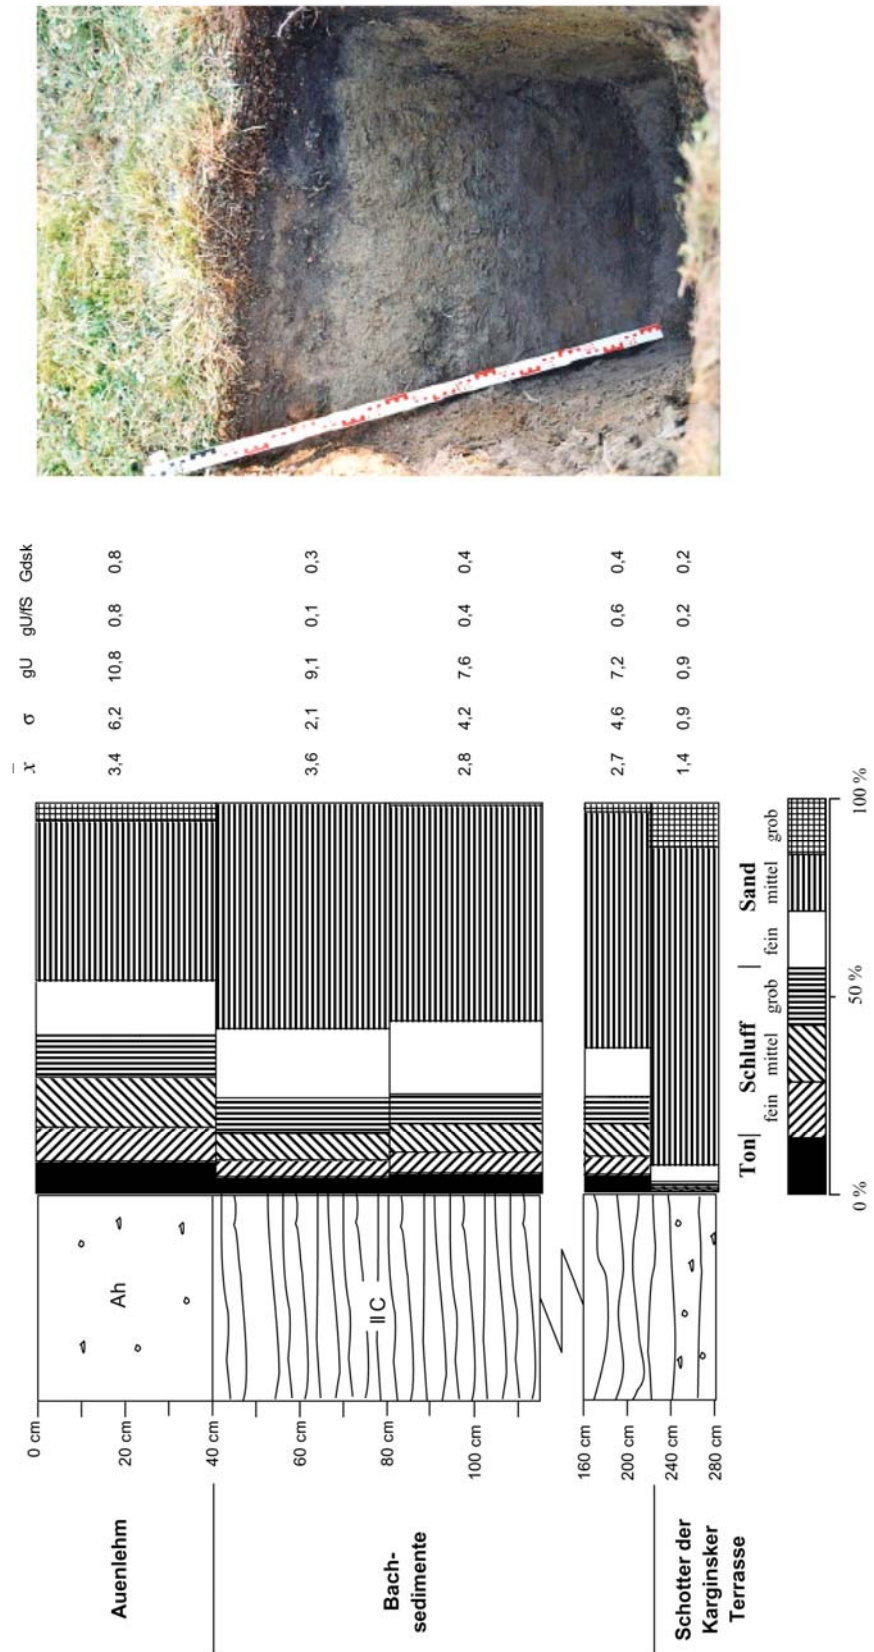 x̄ σ gU gU/fS Gdsk
3,4 6,2 10,8 0,8 0,8
3,6 2,1 9,1 0,1 0,3
2,8 4,2 7,6 0,4 0,4
2,7 4,6 7,2 0,6 0,4
1,4 0,9 0,9 0,2 0,2
Ah
II C
0 cm
20 cm
40 cm
60 cm
80 cm
100 cm
160 cm
200 cm
240 cm
280 cm
Auenlehm
Bach-
sedimente
Schotter der
Karginsker
Terrasse
Ton| Schluff | Sand
fein mittel grob fein mittel grob
0 % 50 % 100 %